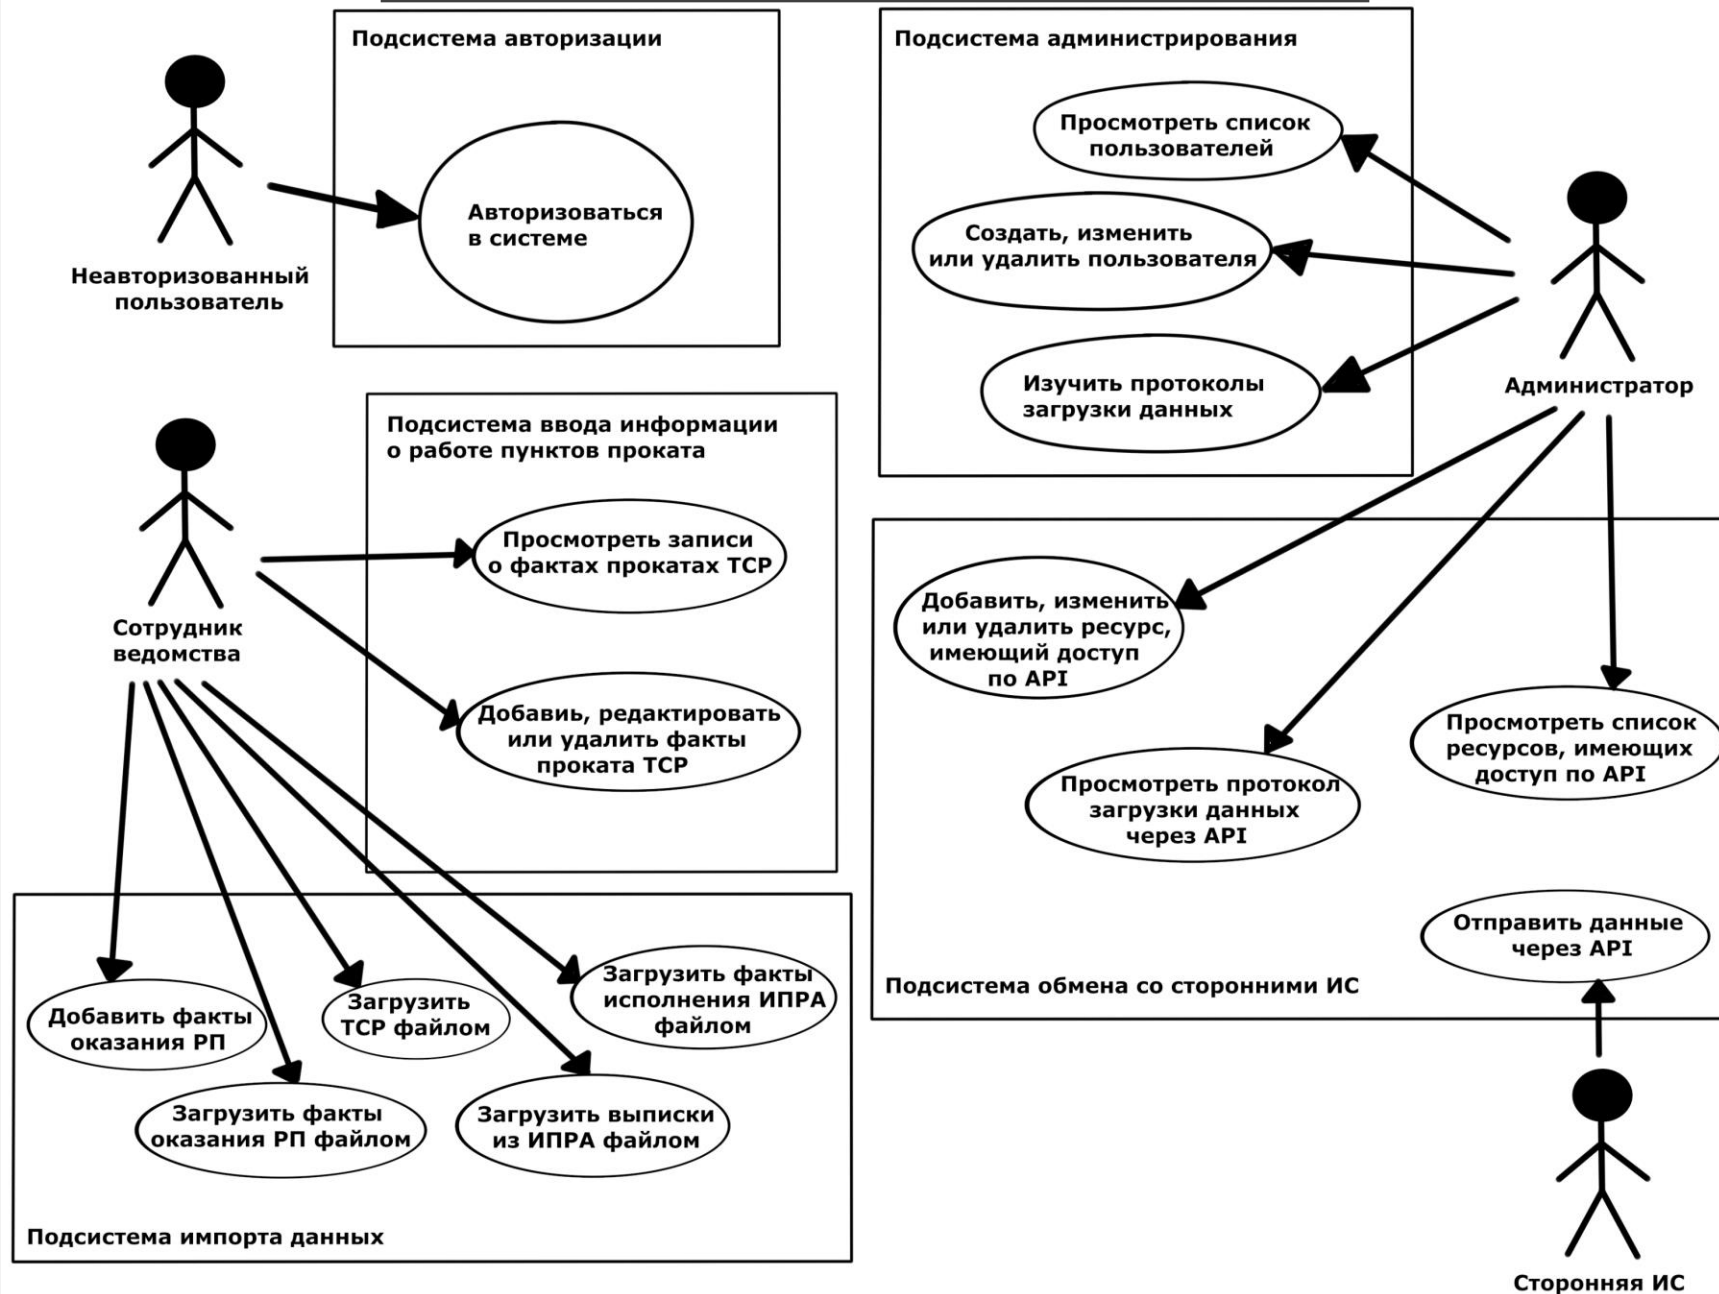 Подсистема авторизации
Неавторизованный
пользователь
Авторизоваться
в системе
Подсистема администрирования
Просмотреть список
пользователей
Создать, изменить
или удалить пользователя
Изучить протоколы
загрузки данных
Администратор
Подсистема ввода информации
о работе пунктов проката
Просмотреть записи
о фактах прокатах ТСР
Добавиь, редактировать
или удалить факты
проката ТСР
Сотрудник
ведомства
Добавить, изменить
или удалить ресурс,
имеющий доступ
по API
Просмотреть протокол
загрузки данных
через API
Просмотреть список
ресурсов, имеющих
доступ по API
Отправить данные
через API
Подсистема обмена со сторонними ИС
Добавить факты
оказания РП
Загрузить
ТСР файлом
Загрузить факты
исполнения ИПРА
файлом
Загрузить факты
оказания РП файлом
Загрузить выписки
из ИПРА файлом
Подсистема импорта данных
Сторонняя ИС